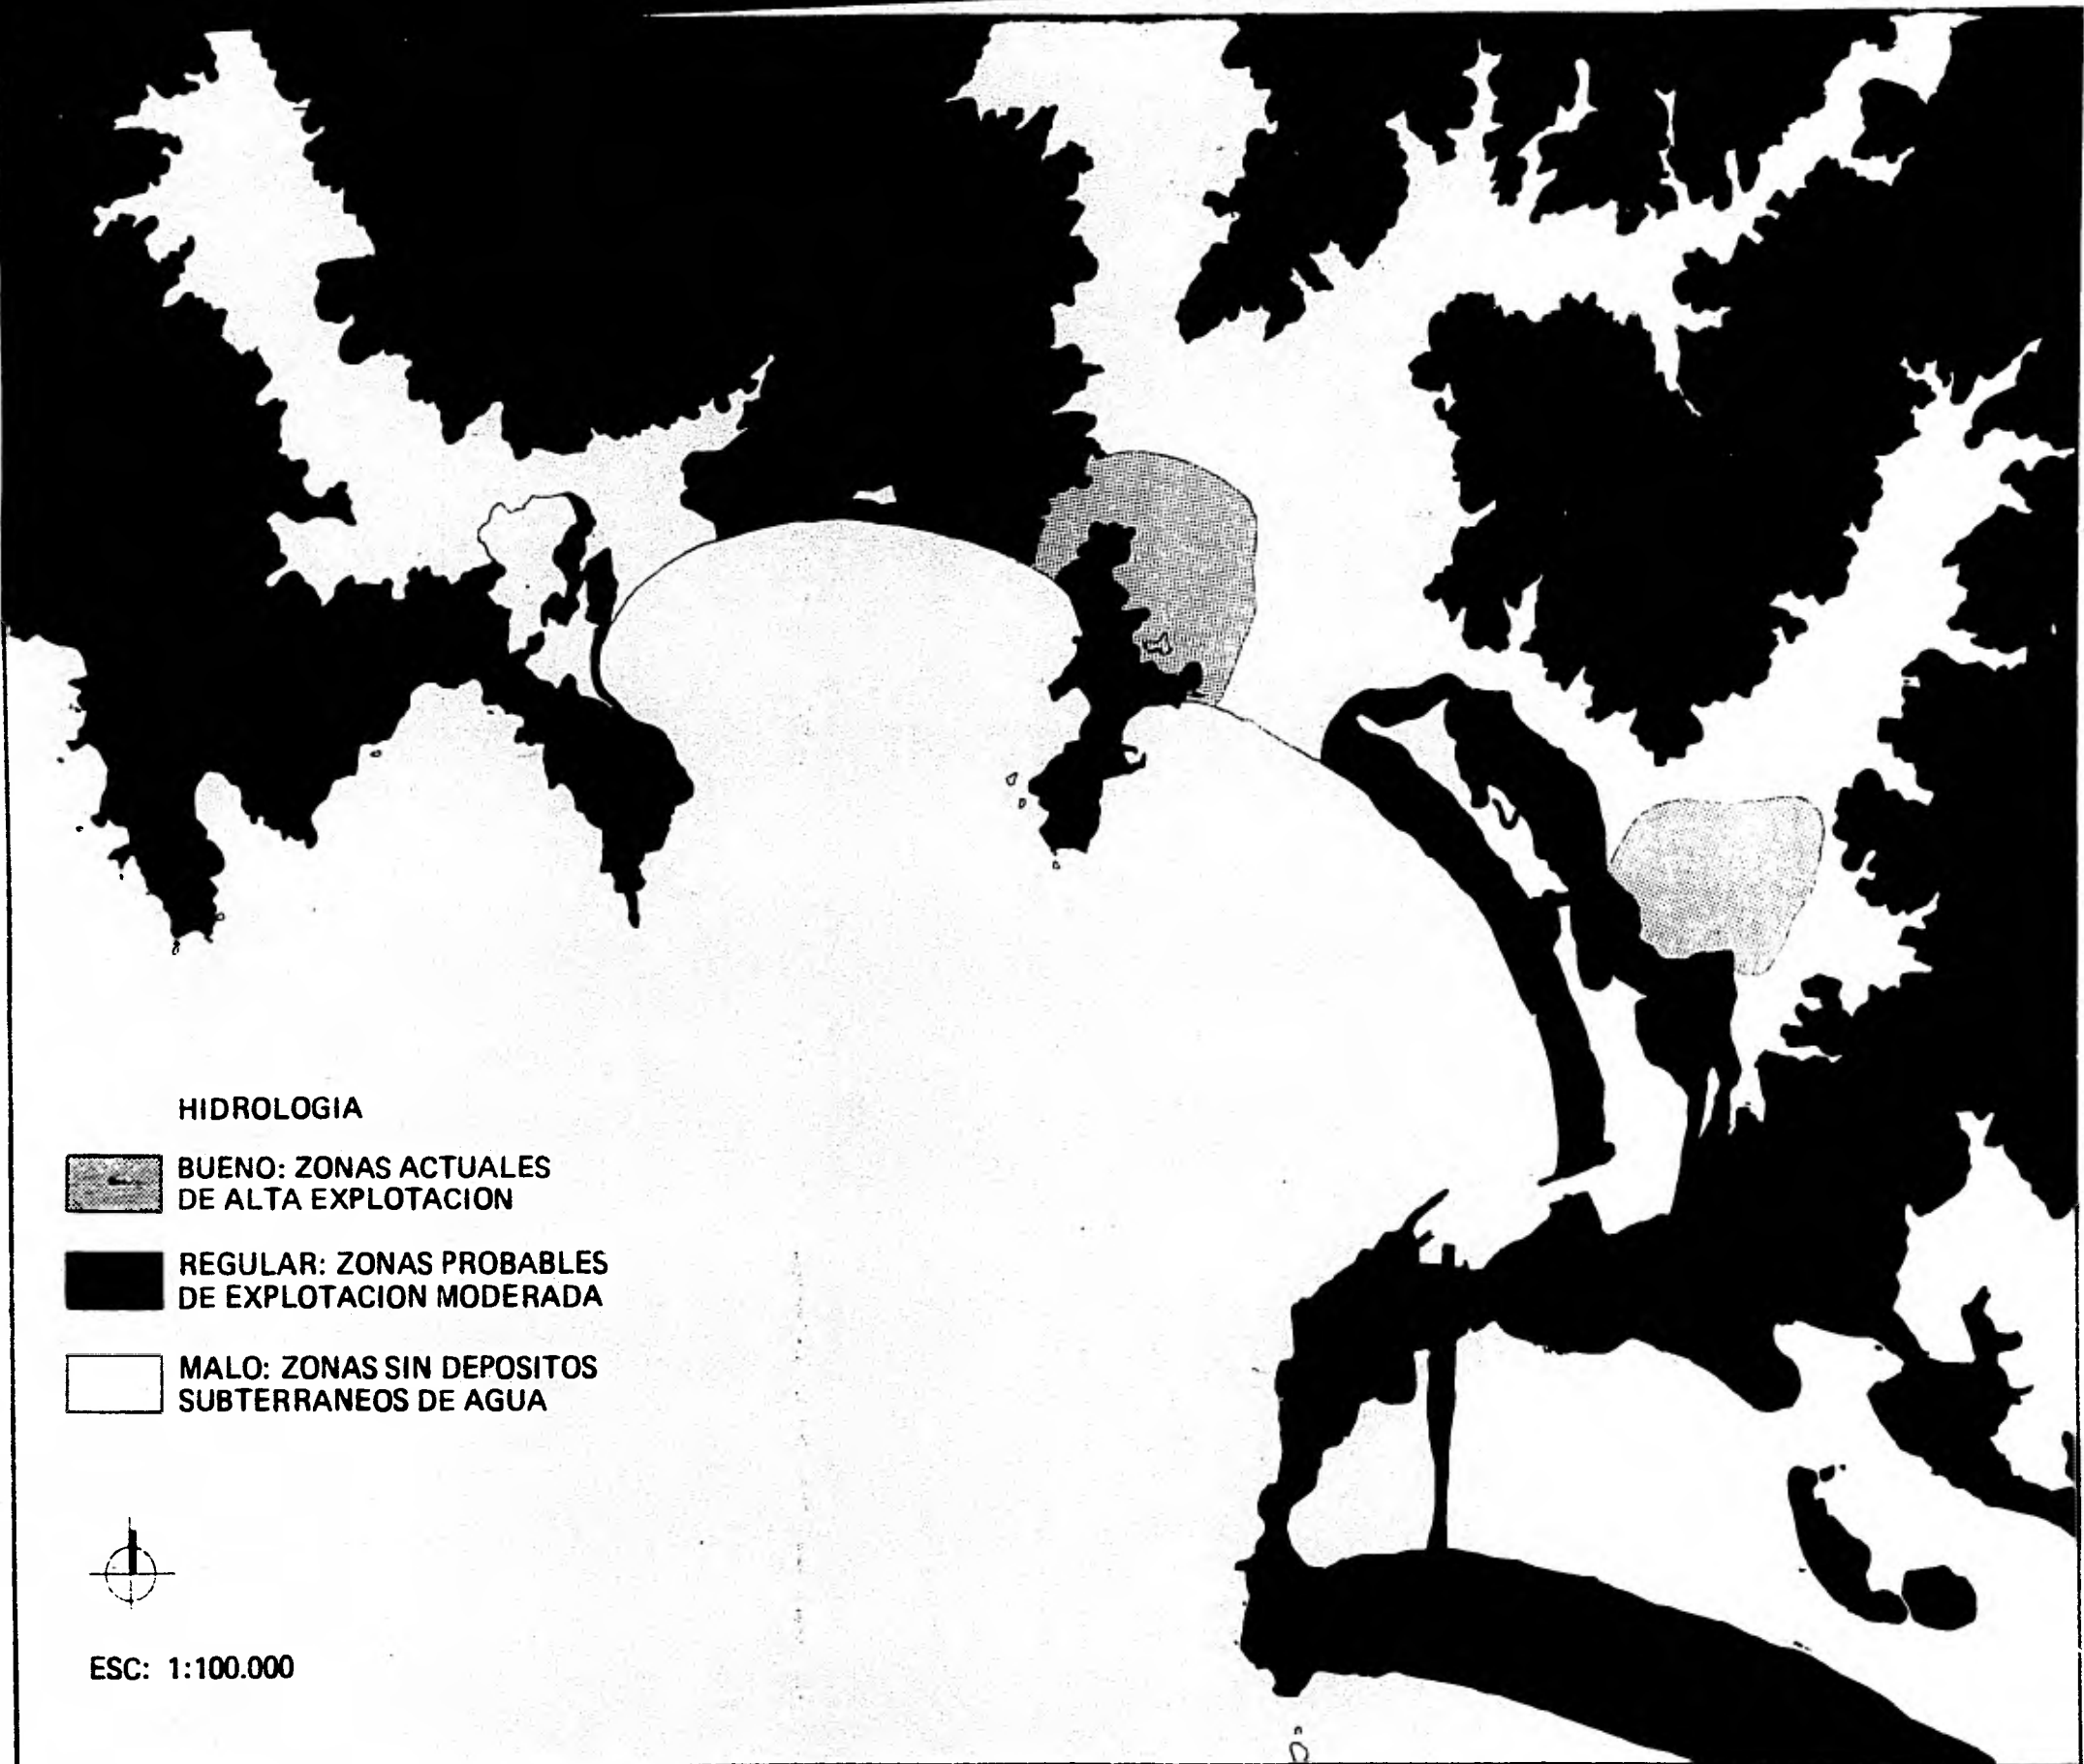 HIDROLOGIA
BUENO: ZONAS ACTUALES
DE ALTA EXPLOTACION
REGULAR: ZONAS PROBABLES
DE EXPLOTACION MODERADA
MALO: ZONAS SIN DEPOSITOS
SUBTERRANEOS DE AGUA
ESC: 1:100.000